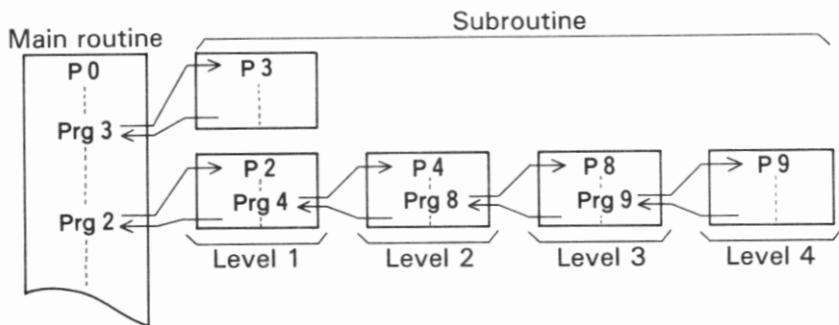 Subroutine
Main routine
P 0
P 3
Prg 3
P 2
P 4
P 8
P 9
Prg 4
Prg 8
Prg 9
Prg 2
Level 1
Level 2
Level 3
Level 4